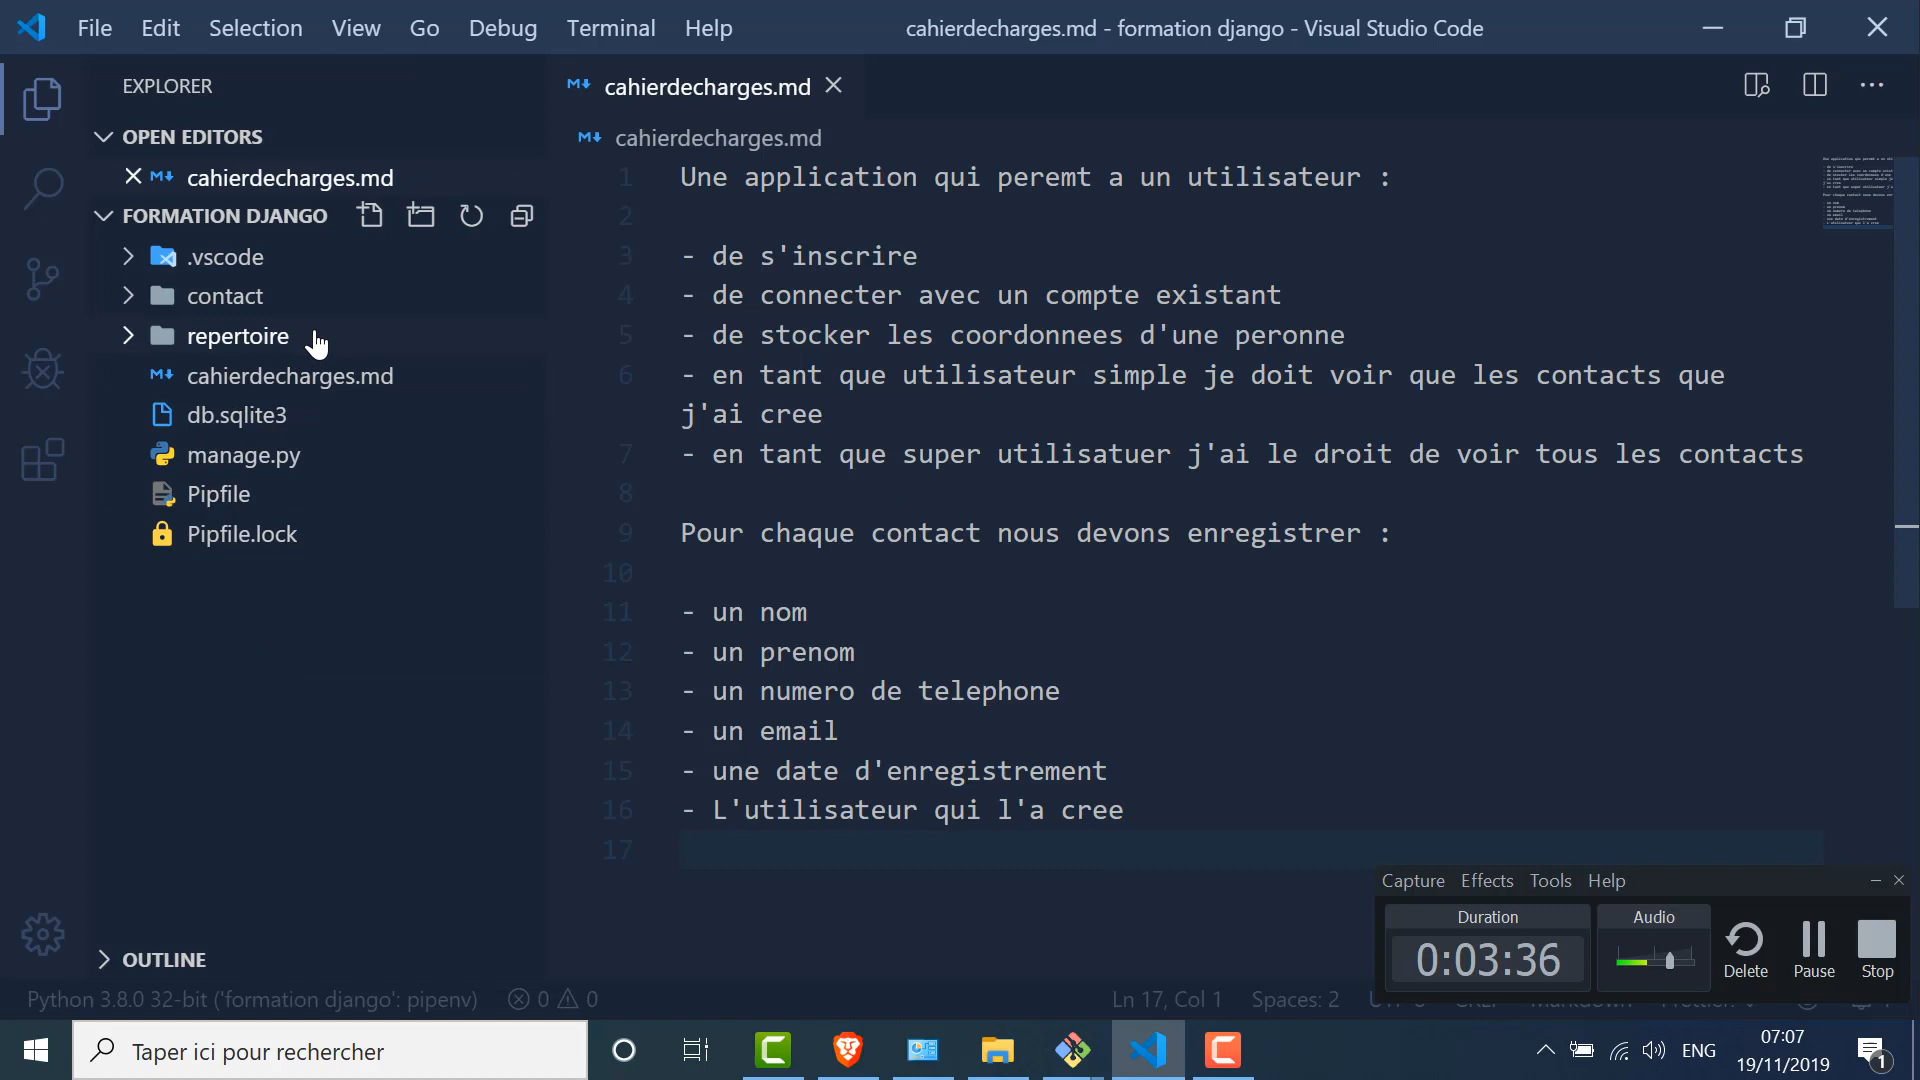 File Edit Selection View Go Debug Terminal Help cahierdecharges.md - formation django - Visual Studio Code
EXPLORER
OPEN EDITORS
cahierdecharges.md
FORMATION DJANGO
.vscode
contact
repertoire
cahierdecharges.md
db.sqlite3
manage.py
Pipfile
Pipfile.lock
OUTLINE
cahierdecharges.md
cahierdecharges.md
1 Une application qui peremt a un utilisateur :
2
3 - de s'inscrire
4 - de connecter avec un compte existant
5 - de stocker les coordonnees d'une peronne
6 - en tant que utilisateur simple je doit voir que les contacts que
j'ai cree
7 - en tant que super utilisatuer j'ai le droit de voir tous les contacts
8
9 Pour chaque contact nous devons enregistrer :
10
11 - un nom
12 - un prenom
13 - un numero de telephone
14 - un email
15 - une date d'enregistrement
16 - L'utilisateur qui l'a cree
17
Capture Effects Tools Help
Duration Audio
0:03:36
Delete Pause Stop
Python 3.8.0 32-bit ('formation django': pipenv) 0 0 Ln 17, Col 1 Spaces: 2
Taper ici pour rechercher
ENG
07:07
19/11/2019
1